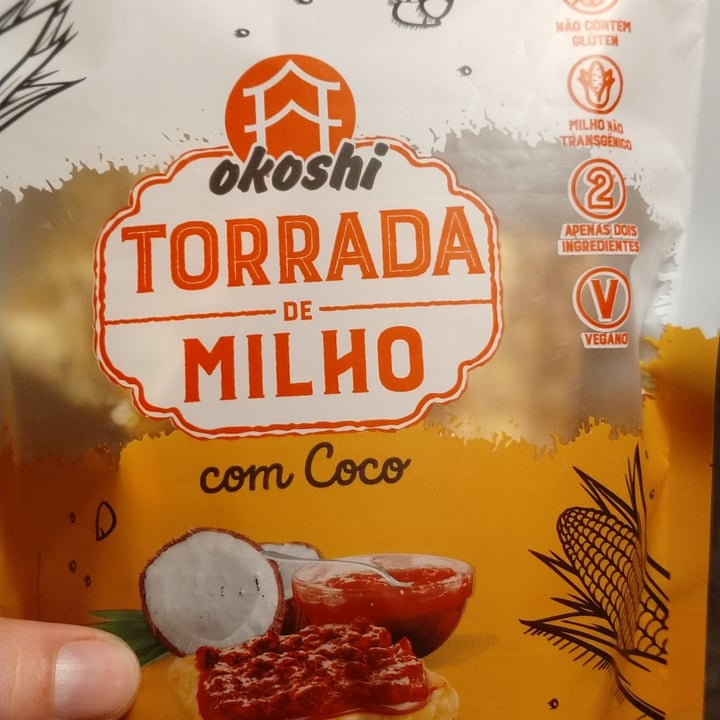 okoshi
TORRADA
DE
MILHO
com Coco
NÃO CONTÉM
GLÚTEN
MILHO NÃO
TRANSGÊNICO
2
APENAS DOIS
INGREDIENTES
V
VEGANO